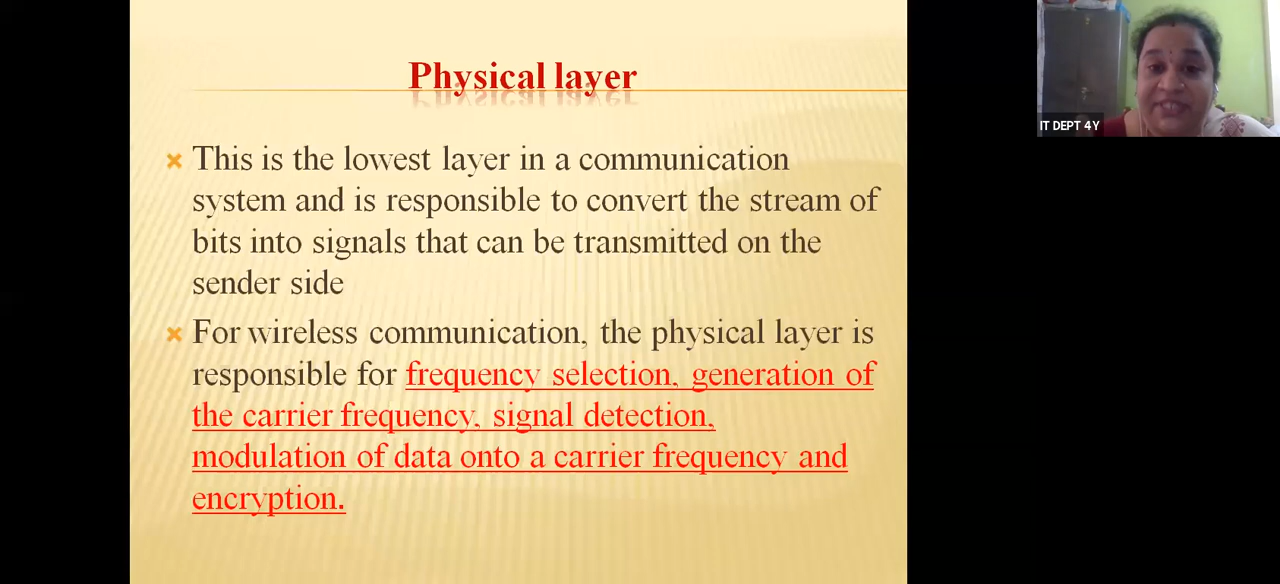 Physical layer
This is the lowest layer in a communication
system and is responsible to convert the stream of
bits into signals that can be transmitted on the
sender side
For wireless communication, the physical layer is
responsible for frequency selection, generation of
the carrier frequency, signal detection,
modulation of data onto a carrier frequency and
encryption.
IT DEPT 4Y